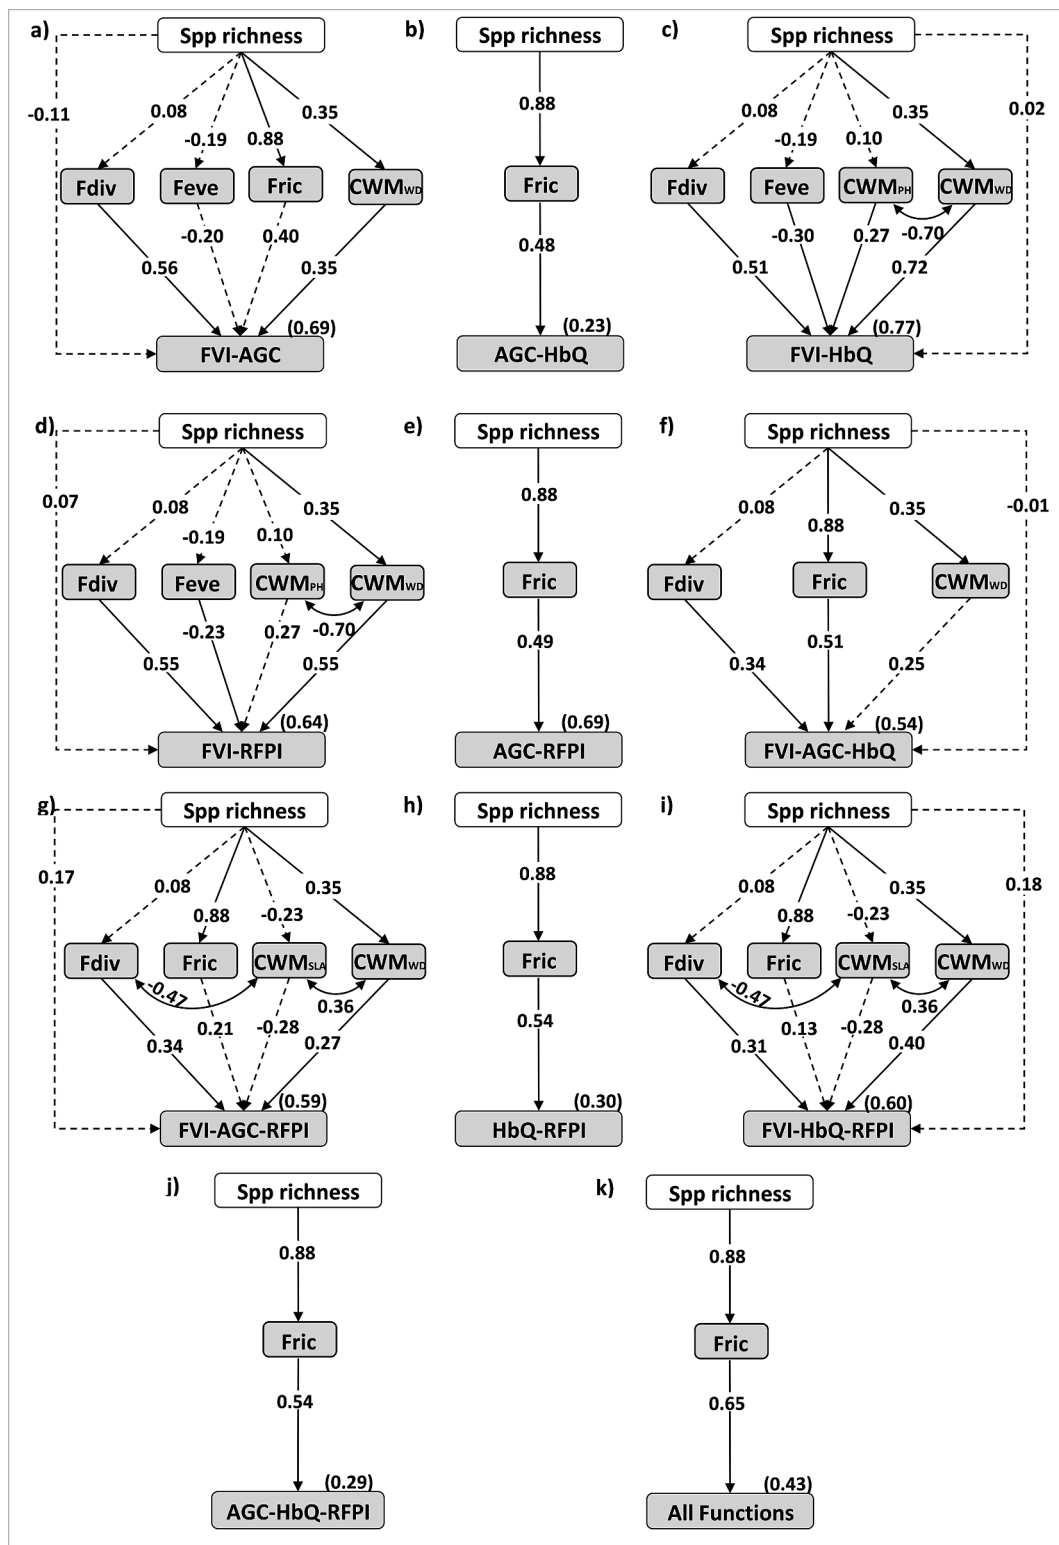 a)
Spp richness
-0.11
0.08
-0.19
0.88
0.35
Fdiv
Feve
Fric
CWMWD
0.56
-0.20
0.40
0.35
(0.69)
FVI-AGC
b)
Spp richness
0.88
Fric
0.48
(0.23)
AGC-HbQ
c)
Spp richness
0.02
0.08
-0.19
0.10
0.35
Fdiv
Feve
CWMPH
CWMWD
-0.70
0.51
-0.30
0.27
0.72
(0.77)
FVI-HbQ
d)
Spp richness
0.07
0.08
-0.19
0.10
0.35
Fdiv
Feve
CWMPH
CWMWD
-0.70
0.55
-0.23
0.27
0.55
(0.64)
FVI-RFPI
e)
Spp richness
0.88
Fric
0.49
(0.69)
AGC-RFPI
f)
Spp richness
-0.01
0.08
0.88
0.35
Fdiv
Fric
CWMWD
0.34
0.51
0.25
(0.54)
FVI-AGC-HbQ
g)
Spp richness
0.17
0.08
0.88
-0.23
0.35
Fdiv
Fric
CWMSLA
CWMWD
-0.47
0.36
0.34
0.21
-0.28
0.27
(0.59)
FVI-AGC-RFPI
h)
Spp richness
0.88
Fric
0.54
(0.30)
HbQ-RFPI
i)
Spp richness
0.18
0.08
0.88
-0.23
0.35
Fdiv
Fric
CWMSLA
CWMWD
-0.47
0.36
0.31
0.13
-0.28
0.40
(0.60)
FVI-HbQ-RFPI
j)
Spp richness
0.88
Fric
0.54
(0.29)
AGC-HbQ-RFPI
k)
Spp richness
0.88
Fric
0.65
(0.43)
All Functions